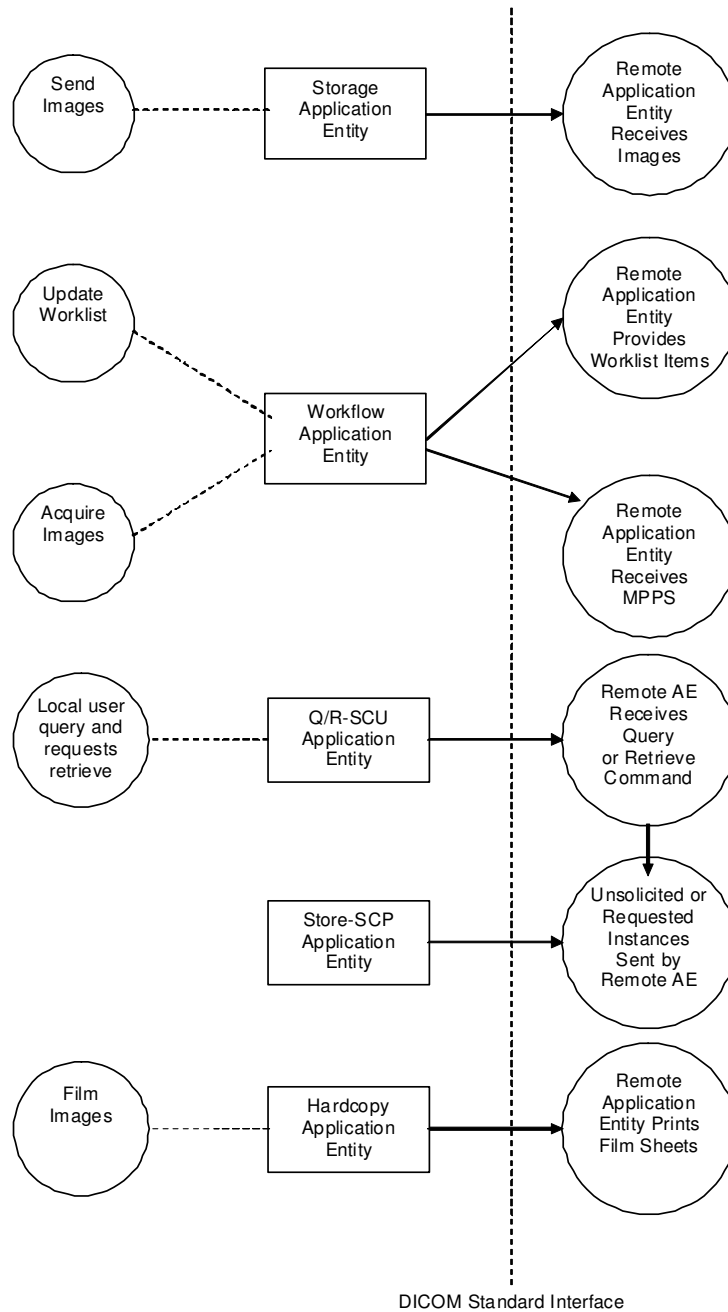 Send
Images
Storage
Application
Entity
Remote
Application
Entity
Receives
Images
Update
Worklist
Remote
Application
Entity
Provides
Worklist Items
Workflow
Application
Entity
Acquire
Images
Remote
Application
Entity
Receives
MPPS
Local user
query and
requests
retrieve
Q/R-SCU
Application
Entity
Remote AE
Receives
Query
or Retrieve
Command
Store-SCP
Application
Entity
Unsolicited or
Requested
Instances
Sent by
Remote AE
Film
Images
Hardcopy
Application
Entity
Remote
Application
Entity Prints
Film Sheets
DICOM Standard Interface